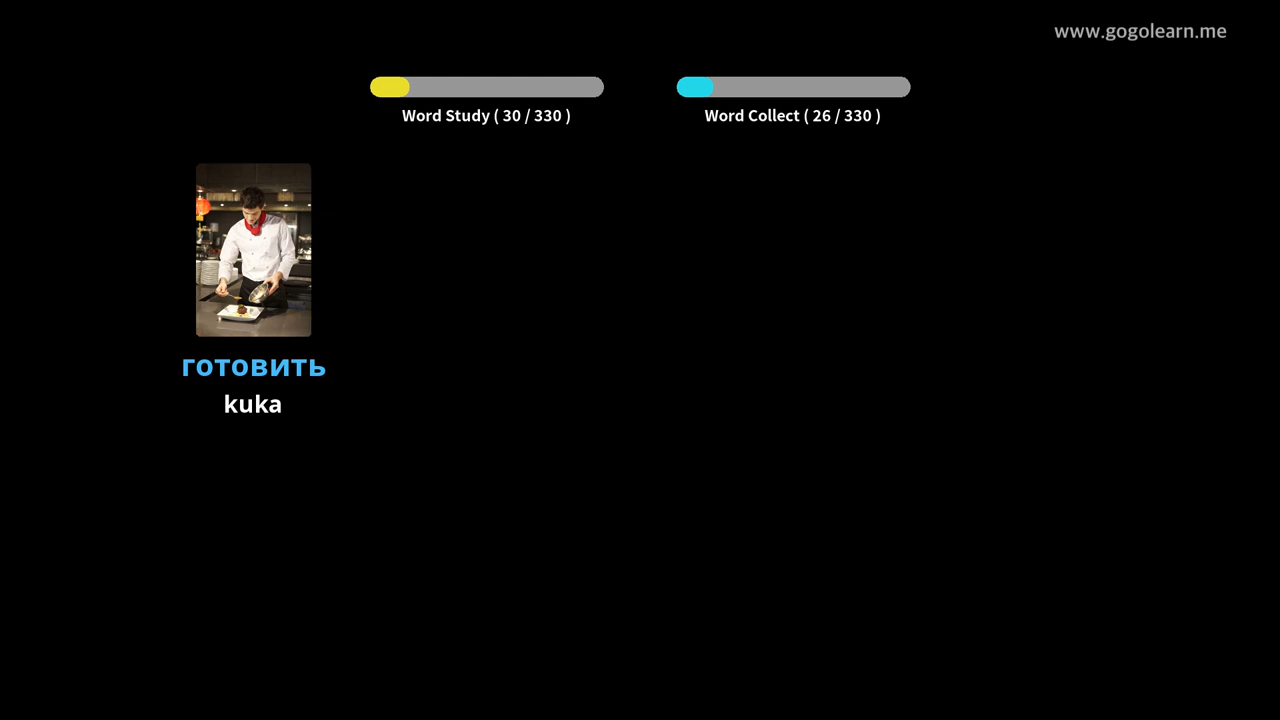 www.gogolearn.me
Word Study ( 30 / 330 )
Word Collect ( 26 / 330 )
готовить
kuka